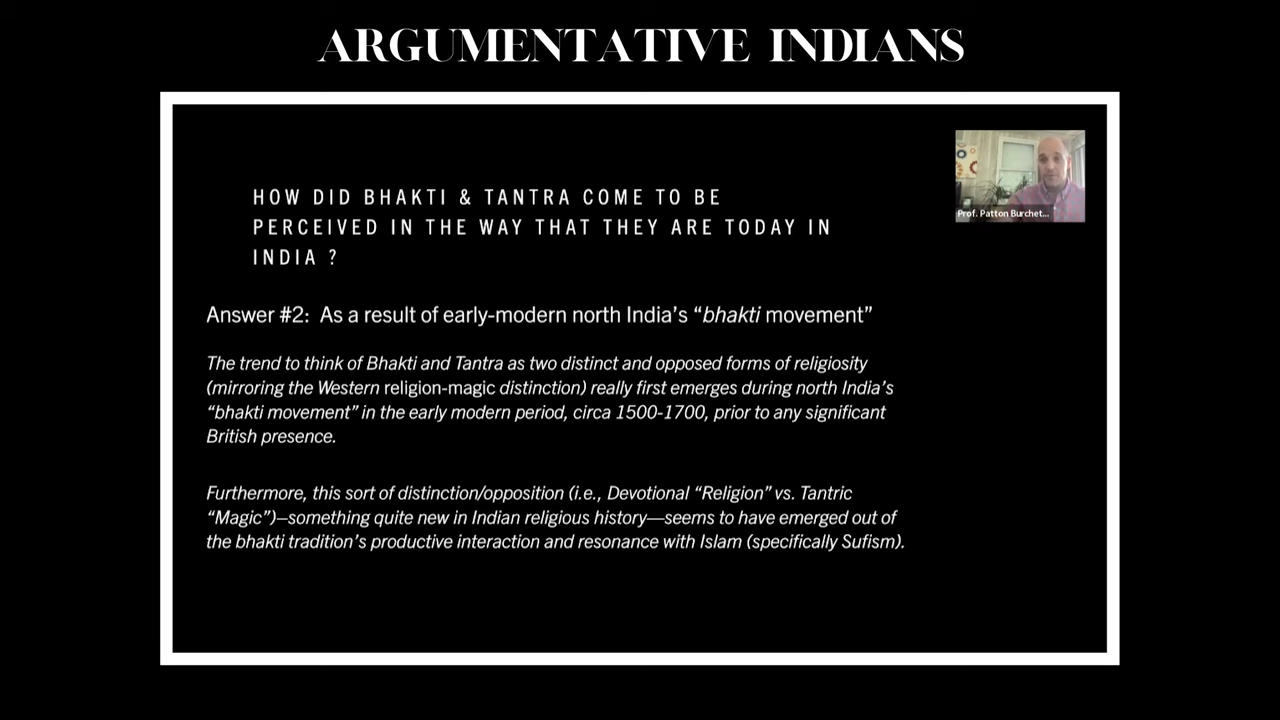 ARGUMENTATIVE INDIANS
Prof. Patton Burchet...
HOW DID BHAKTI & TANTRA COME TO BE
PERCEIVED IN THE WAY THAT THEY ARE TODAY IN
INDIA ?
Answer #2: As a result of early-modern north India’s “bhakti movement”
The trend to think of Bhakti and Tantra as two distinct and opposed forms of religiosity
(mirroring the Western religion-magic distinction) really first emerges during north India’s
“bhakti movement” in the early modern period, circa 1500-1700, prior to any significant
British presence.
Furthermore, this sort of distinction/opposition (i.e., Devotional “Religion” vs. Tantric
“Magic”)–something quite new in Indian religious history—seems to have emerged out of
the bhakti tradition’s productive interaction and resonance with Islam (specifically Sufism).